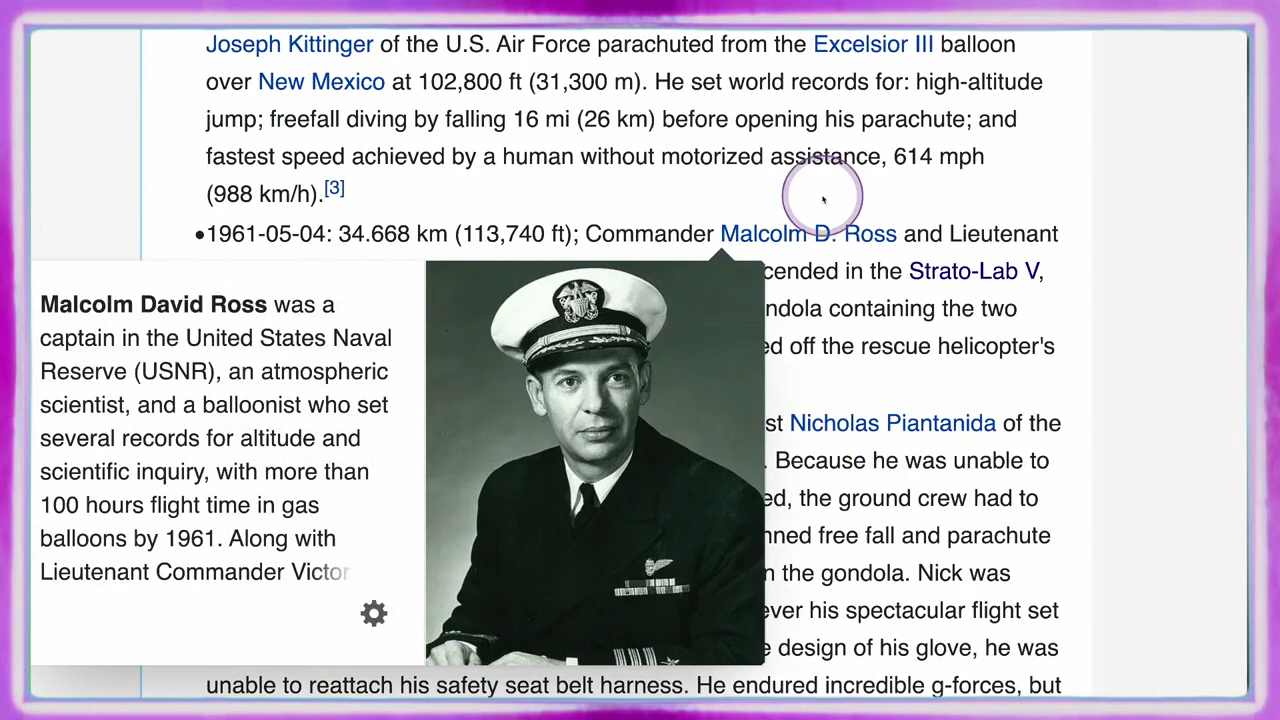 Joseph Kittinger of the U.S. Air Force parachuted from the Excelsior III balloon
over New Mexico at 102,800 ft (31,300 m). He set world records for: high-altitude
jump; freefall diving by falling 16 mi (26 km) before opening his parachute; and
fastest speed achieved by a human without motorized assistance, 614 mph
(988 km/h).[3]
•1961-05-04: 34.668 km (113,740 ft); Commander Malcolm D. Ross and Lieutenant
cended in the Strato-Lab V,
ndola containing the two
ed off the rescue helicopter's
st Nicholas Piantanida of the
. Because he was unable to
ed, the ground crew had to
nned free fall and parachute
n the gondola. Nick was
ever his spectacular flight set
e design of his glove, he was
unable to reattach his safety seat belt harness. He endured incredible g-forces, but
Malcolm David Ross was a
captain in the United States Naval
Reserve (USNR), an atmospheric
scientist, and a balloonist who set
several records for altitude and
scientific inquiry, with more than
100 hours flight time in gas
balloons by 1961. Along with
Lieutenant Commander Victor